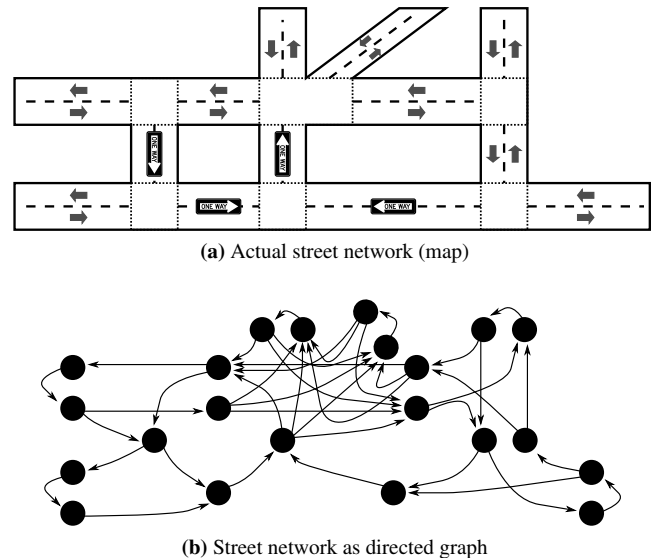 ONE WAY
ONE WAY
ONE WAY
ONE WAY
(a) Actual street network (map)
(b) Street network as directed graph